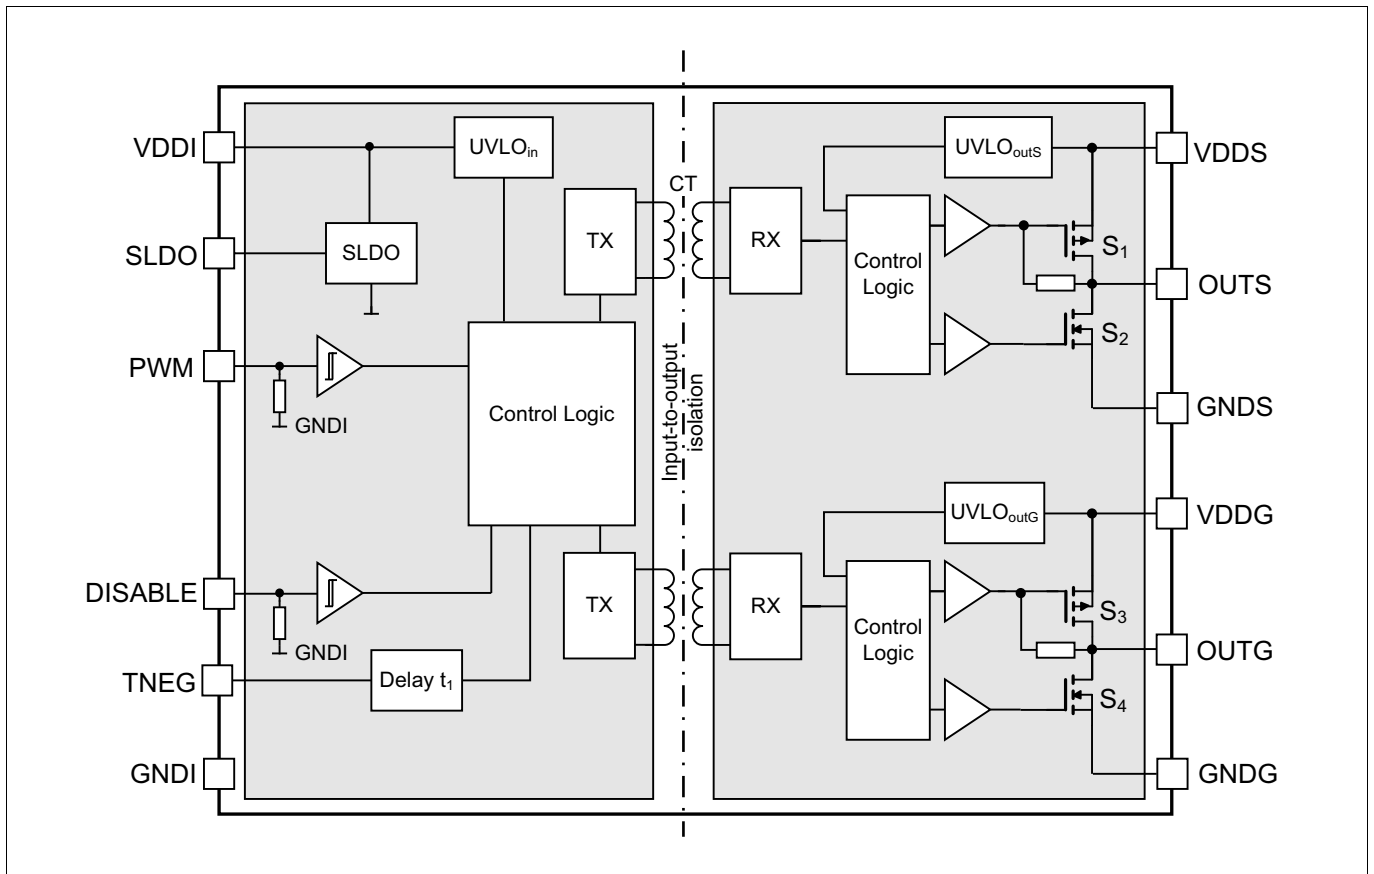 VDDI
SLDO
PWM
DISABLE
TNEG
GNDI
UVLOin
SLDO
GNDI
Control Logic
GNDI
Delay t1
TX
TX
CT
Input-to-output
isolation
RX
RX
UVLOoutS
Control
Logic
S1
S2
UVLOoutG
Control
Logic
S3
S4
VDDS
OUTS
GNDS
VDDG
OUTG
GNDG